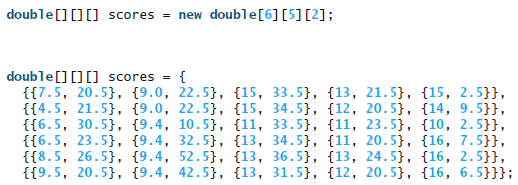 double[][][] scores = new double[6][5][2];
double[][][] scores = {
{{7.5, 20.5}, {9.0, 22.5}, {15, 33.5}, {13, 21.5}, {15, 2.5}},
{{4.5, 21.5}, {9.0, 22.5}, {15, 34.5}, {12, 20.5}, {14, 9.5}},
{{6.5, 30.5}, {9.4, 10.5}, {11, 33.5}, {11, 23.5}, {10, 2.5}},
{{6.5, 23.5}, {9.4, 32.5}, {13, 34.5}, {11, 20.5}, {16, 7.5}},
{{8.5, 26.5}, {9.4, 52.5}, {13, 36.5}, {13, 24.5}, {16, 2.5}},
{{9.5, 20.5}, {9.4, 42.5}, {13, 31.5}, {12, 20.5}, {16, 6.5}}};